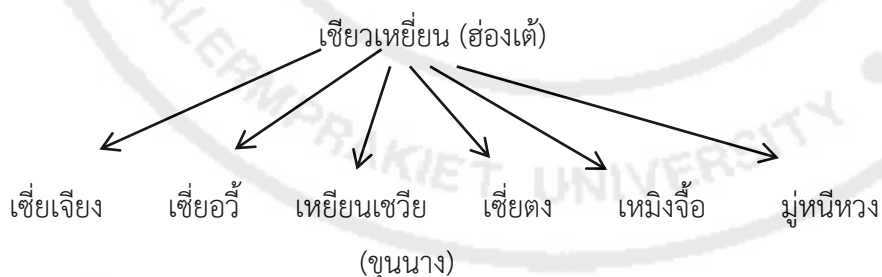 เซียวเหยี่ยน (ฮ่องเต้)
เซี่ยเจียง เซี่ยอวี้ เหยียนเชวีย เซี่ยตง เหมิงจื้อ มู่หนีหวง
(ขุนนาง)
ALERMPRAKIET UNIVERSITY